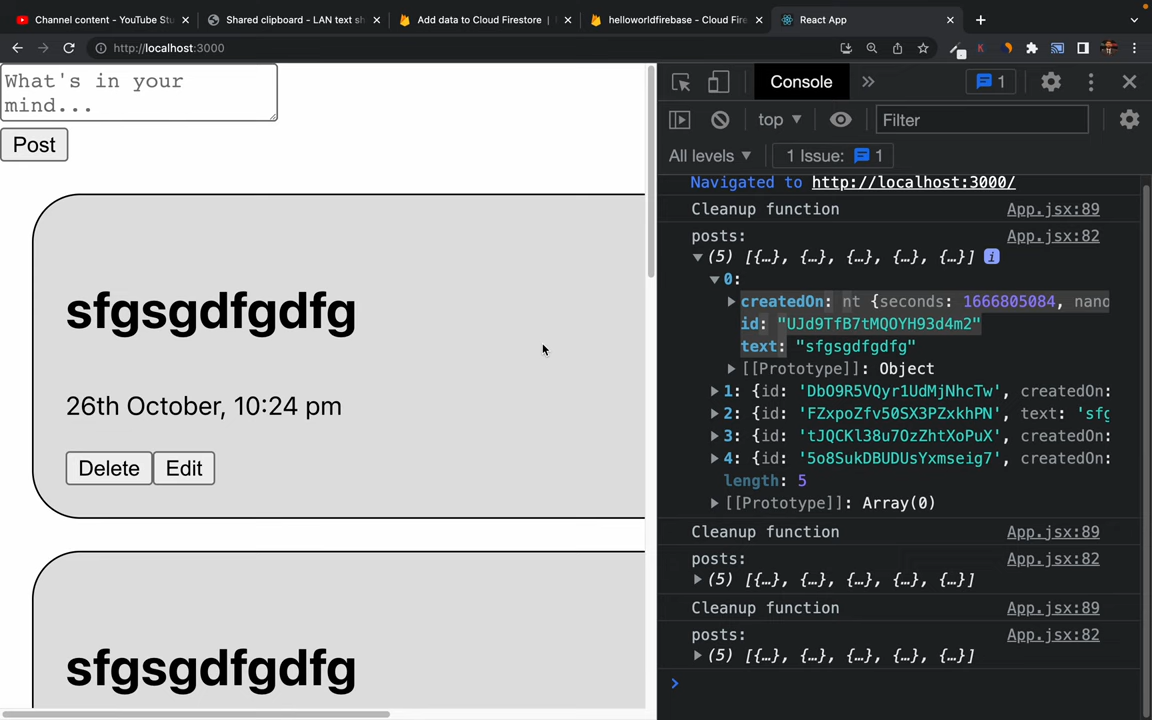 Channel content - YouTube Stu
Shared clipboard - LAN text sh
Add data to Cloud Firestore |
helloworldfirebase - Cloud Fire
React App
http://localhost:3000
What's in your
mind...
Post
sfgsgdfgdfg
26th October, 10:24 pm
Delete Edit
sfgsgdfgdfg
Console
1
top
Filter
All levels
1 Issue: 1
Navigated to http://localhost:3000/
Cleanup function App.jsx:89
posts: App.jsx:82
(5) [{…}, {…}, {…}, {…}, {…}] i
0:
createdOn: nt {seconds: 1666805084, nano
id: "UJd9TfB7tMQOYH93d4m2"
text: "sfgsgdfgdfg"
[[Prototype]]: Object
1: {id: 'DbO9R5VQyr1UdMjNhcTw', createdOn:
2: {id: 'FZxpoZfv50SX3PZxkhPN', text: 'sfg
3: {id: 'tJQCKl38u7OzZhtXoPuX', createdOn:
4: {id: '5o8SukDBUDUsYxmseig7', createdOn:
length: 5
[[Prototype]]: Array(0)
Cleanup function App.jsx:89
posts: App.jsx:82
(5) [{…}, {…}, {…}, {…}, {…}]
Cleanup function App.jsx:89
posts: App.jsx:82
(5) [{…}, {…}, {…}, {…}, {…}]